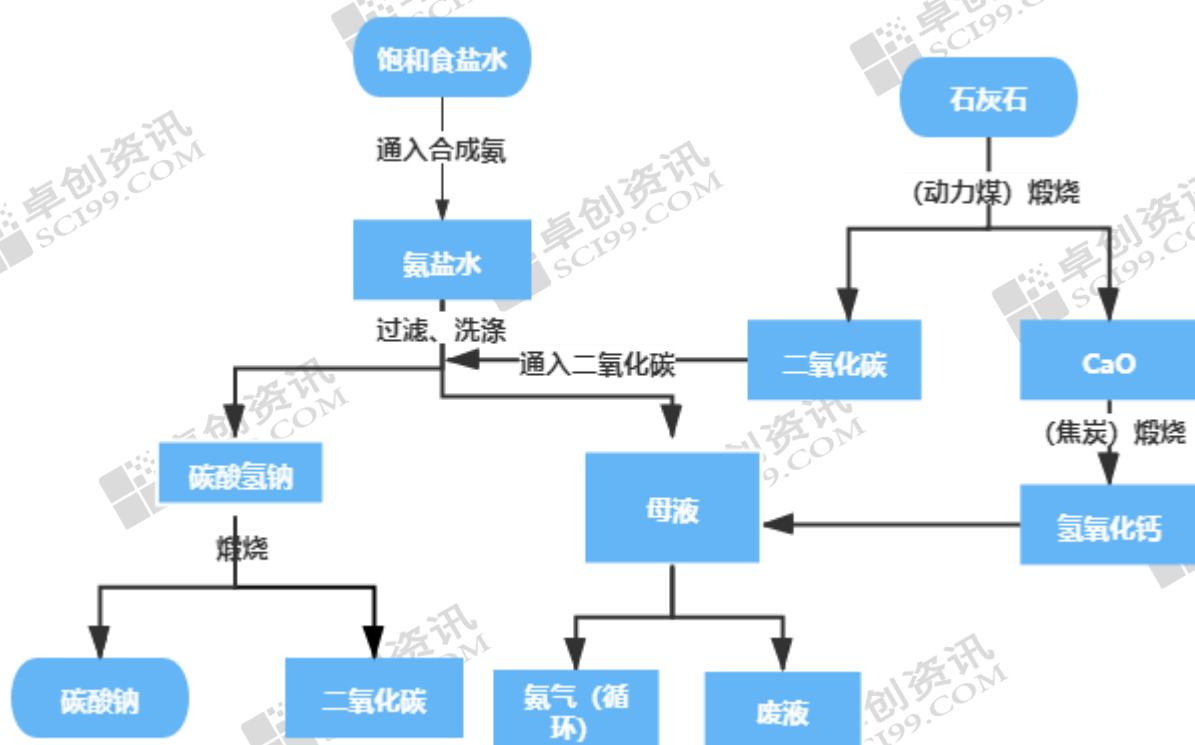 饱和食盐水
石灰石
通入合成氨
(动力煤）煅烧
氨盐水
过滤、洗涤
通入二氧化碳
二氧化碳
CaO
(焦炭）煅烧
碳酸氢钠
母液
氢氧化钙
煅烧
碳酸钠
二氧化碳
氨气（循
环）
废液
卓创资讯
SCI99.COM